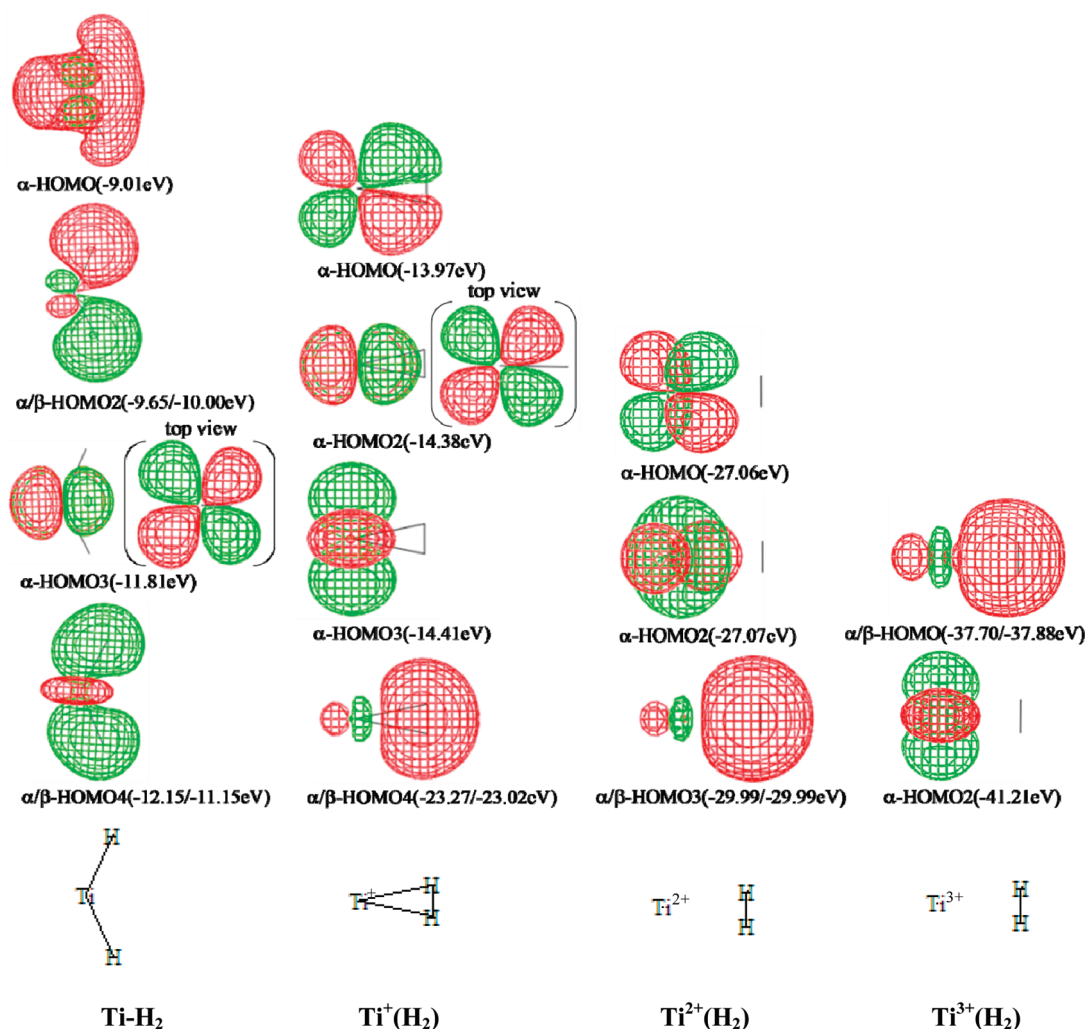 α-HOMO(-9.01eV)
α/β-HOMO2(-9.65/-10.00eV)
top view
α-HOMO3(-11.81eV)
α/β-HOMO4(-12.15/-11.15eV)
α-HOMO(-13.97eV)
top view
α-HOMO2(-14.38eV)
α-HOMO3(-14.41eV)
α/β-HOMO4(-23.27/-23.02eV)
α-HOMO(-27.06eV)
α-HOMO2(-27.07eV)
α/β-HOMO3(-29.99/-29.99eV)
α/β-HOMO(-37.70/-37.88eV)
α-HOMO2(-41.21eV)
H
Ti
H
H
Ti⁺
H
H
Ti²⁺
H
H
Ti³⁺
H
Ti-H₂
Ti⁺(H₂)
Ti²⁺(H₂)
Ti³⁺(H₂)